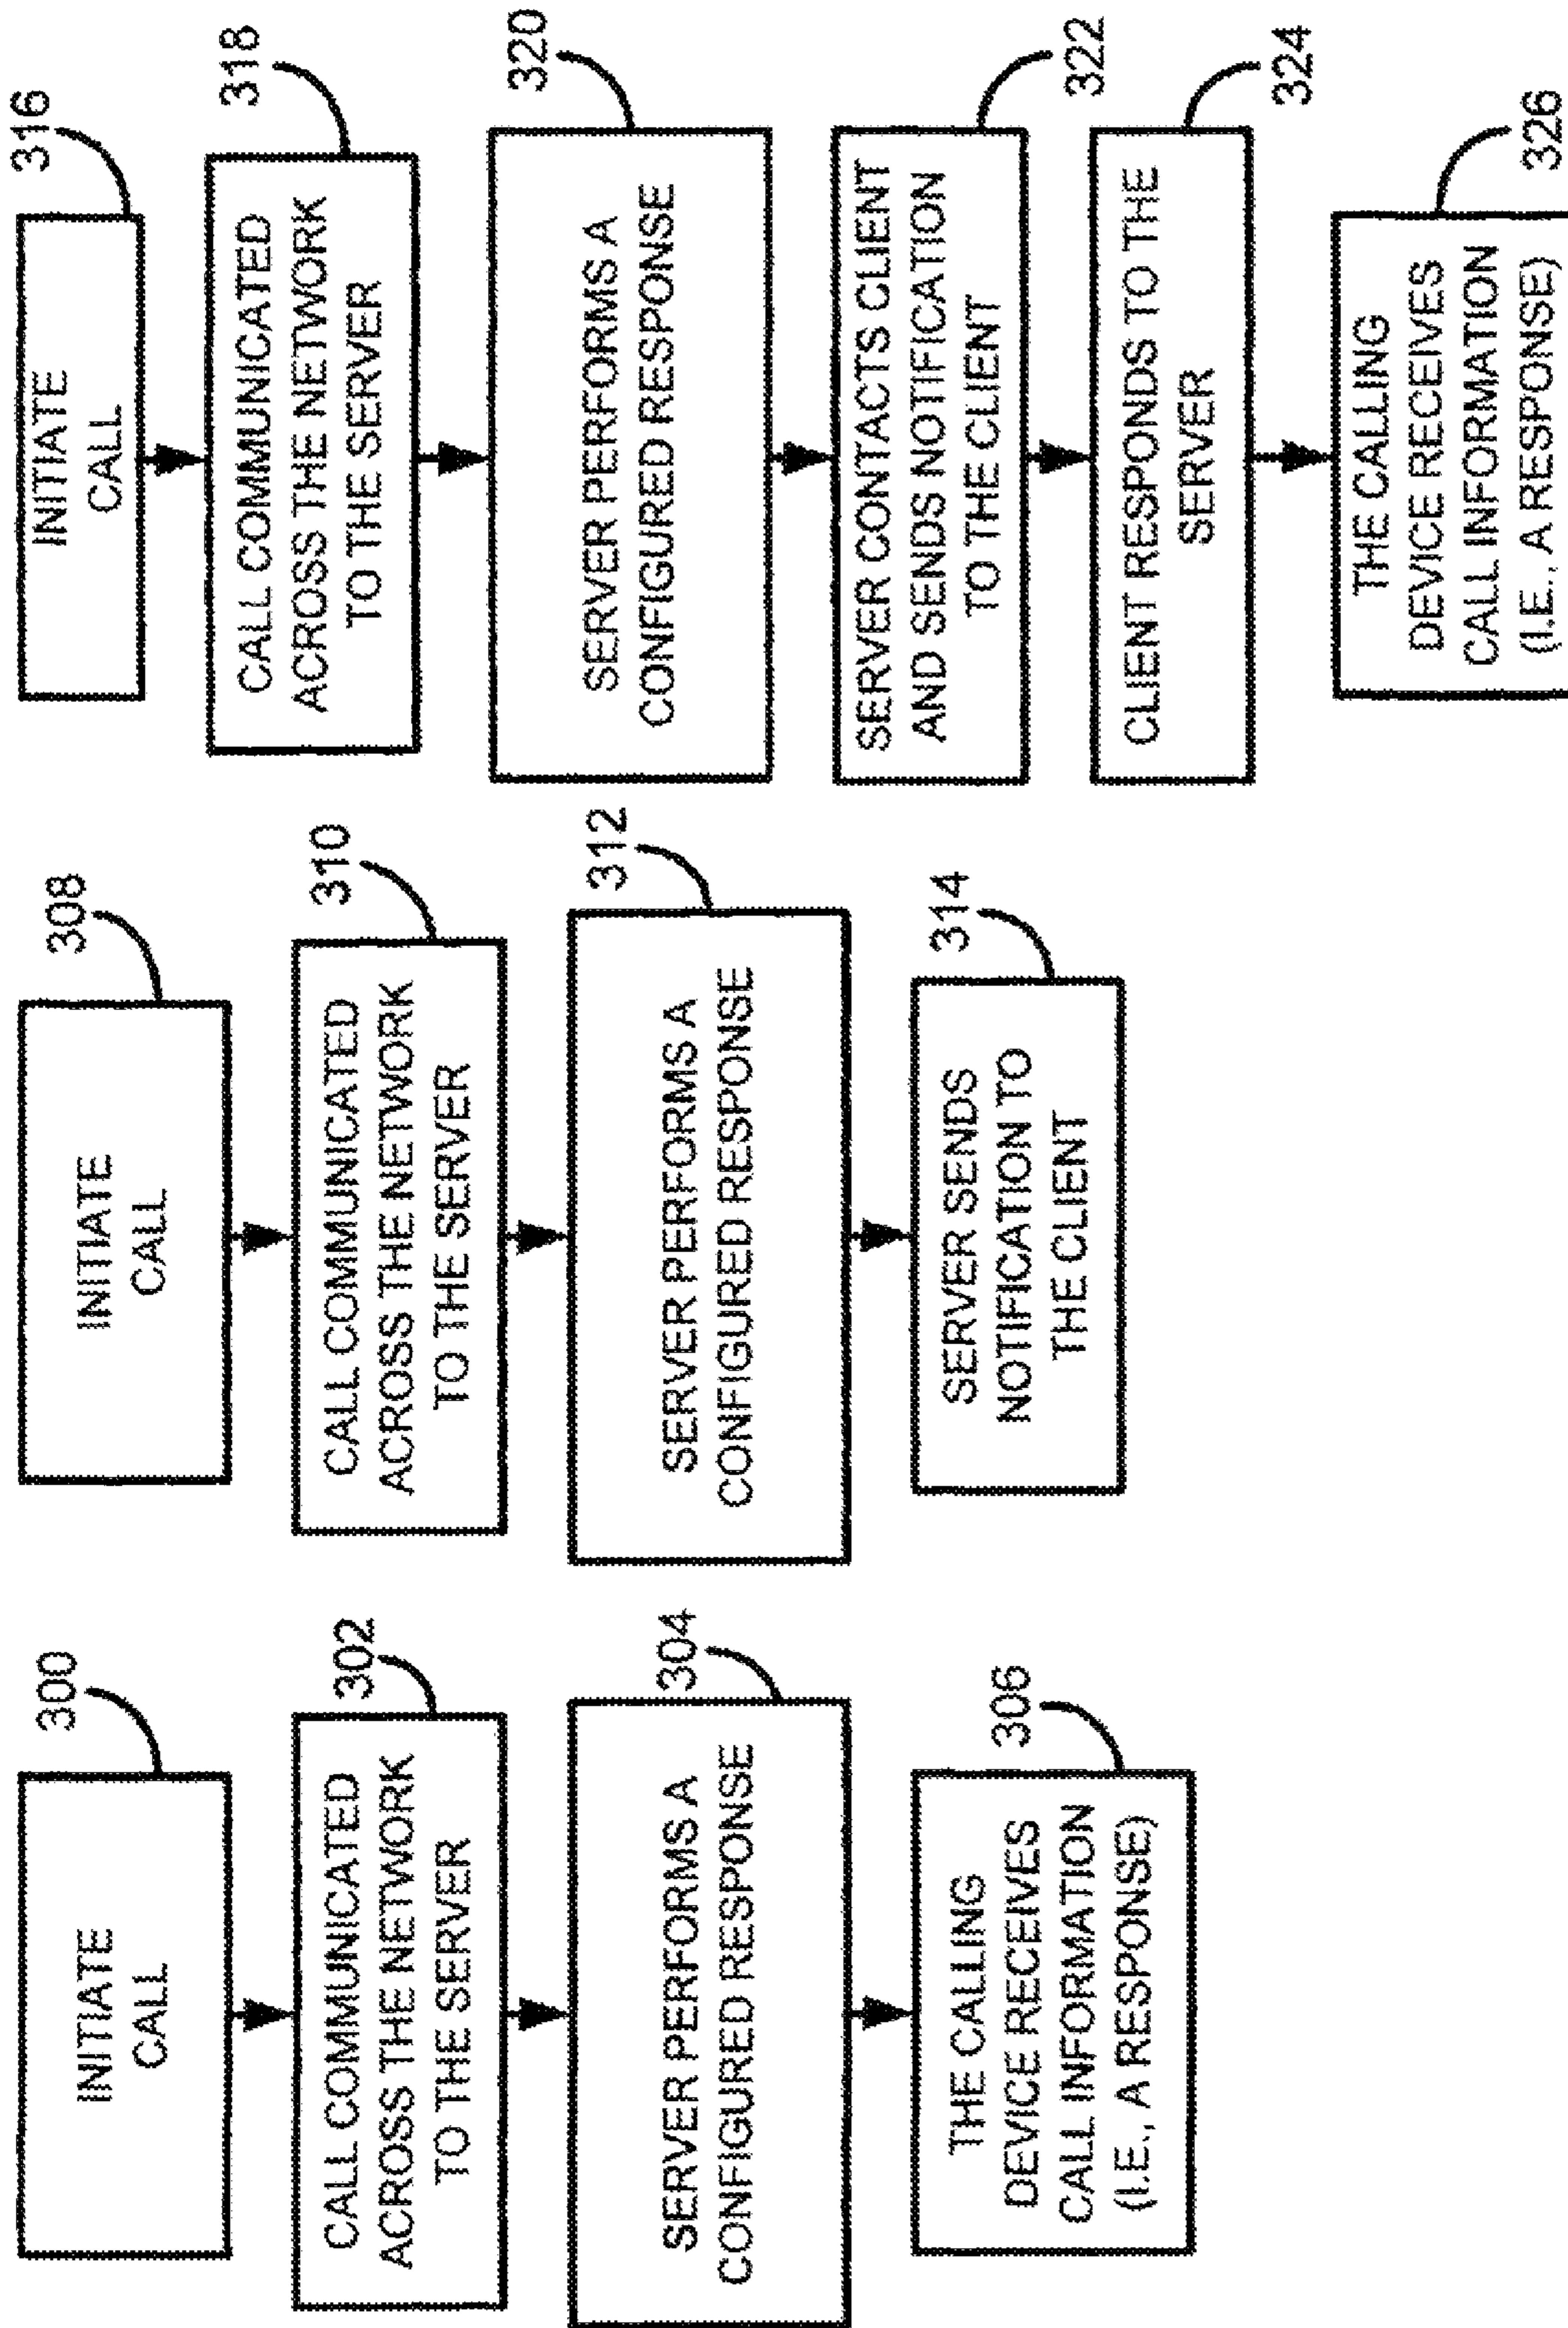 300
INITIATE
CALL
302
CALL COMMUNICATED
ACROSS THE NETWORK
TO THE SERVER
304
SERVER PERFORMS A
CONFIGURED RESPONSE
306
THE CALLING
DEVICE RECEIVES
CALL INFORMATION
(I.E., A RESPONSE)
308
INITIATE
CALL
310
CALL COMMUNICATED
ACROSS THE NETWORK
TO THE SERVER
312
SERVER PERFORMS A
CONFIGURED RESPONSE
314
SERVER SENDS
NOTIFICATION TO
THE CLIENT
316
INITIATE
CALL
318
CALL COMMUNICATED
ACROSS THE NETWORK
TO THE SERVER
320
SERVER PERFORMS A
CONFIGURED RESPONSE
322
SERVER CONTACTS CLIENT
AND SENDS NOTIFICATION
TO THE CLIENT
324
CLIENT RESPONDS TO THE
SERVER
326
THE CALLING
DEVICE RECEIVES
CALL INFORMATION
(I.E., A RESPONSE)